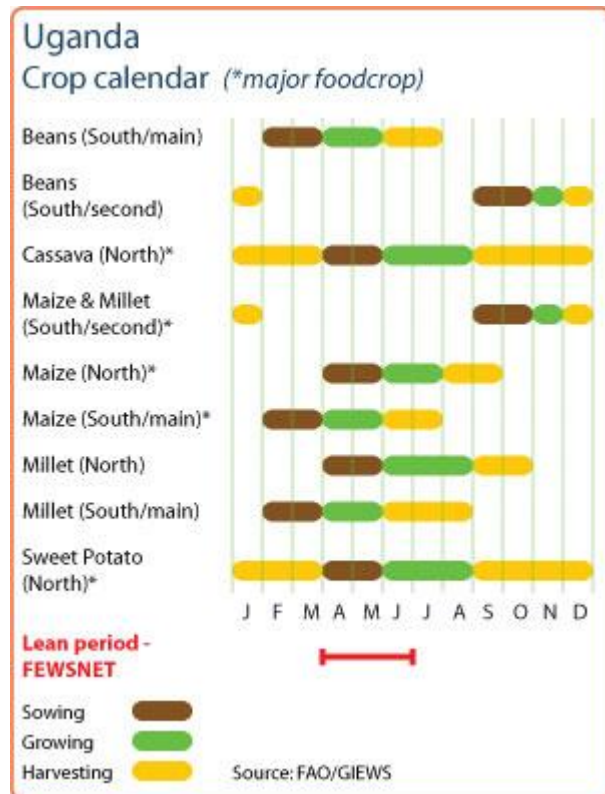 Uganda
Crop calendar (*major foodcrop)
Beans (South/main)
Beans
(South/second)
Cassava (North)*
Maize & Millet
(South/second)*
Maize (North)*
Maize (South/main)*
Millet (North)
Millet (South/main)
Sweet Potato
(North)*
J F M A M J J A S O N D
Lean period -
FEWSNET
Sowing
Growing
Harvesting
Source: FAO/GIEWS